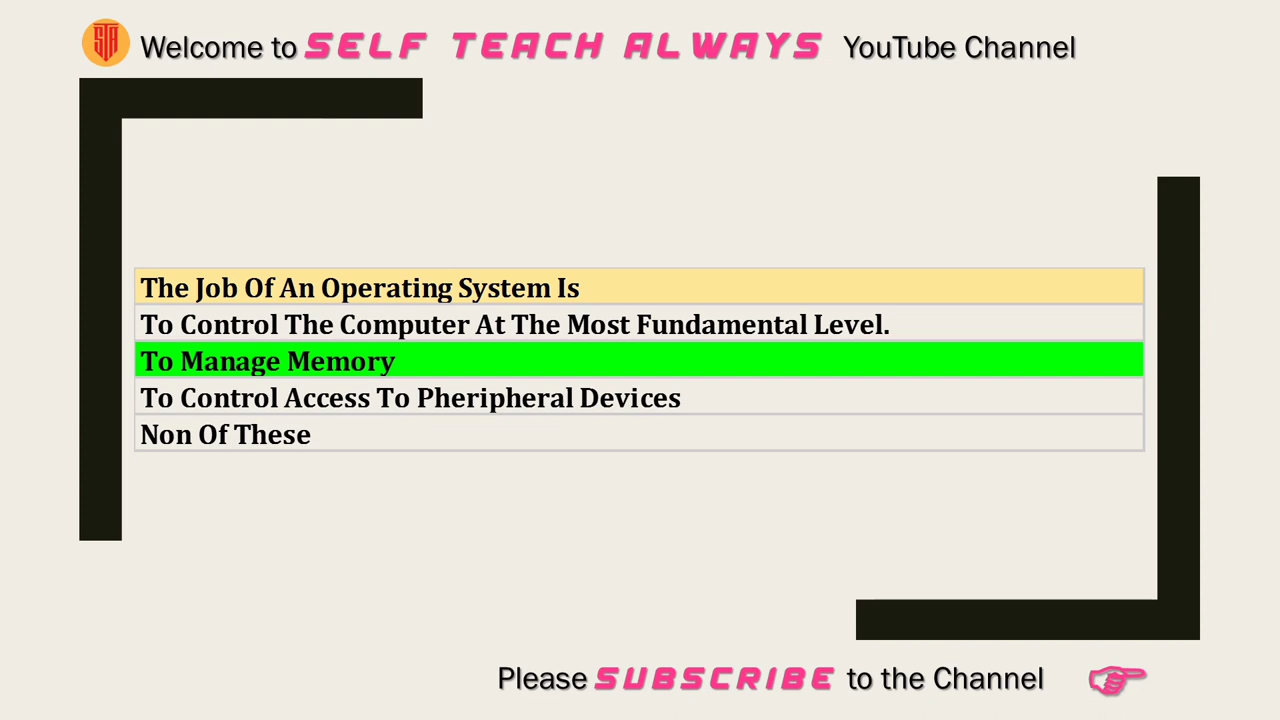 Welcome to SELF TEACH ALWAYS YouTube Channel
The Job Of An Operating System Is
To Control The Computer At The Most Fundamental Level.
To Manage Memory
To Control Access To Pheripheral Devices
Non Of These
Please SUBSCRIBE to the Channel